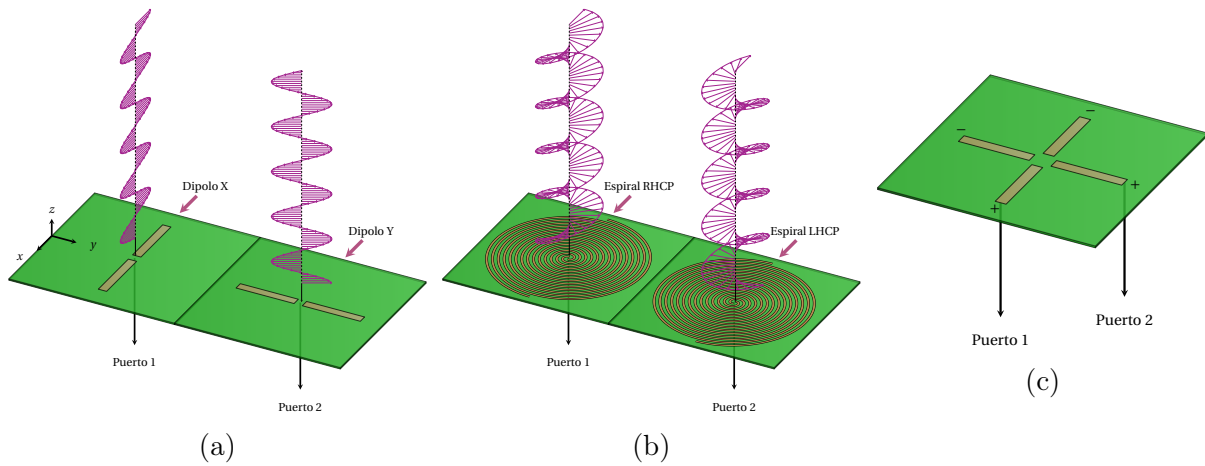 Dipolo X
Dipolo Y
z
x
y
Puerto 1
Puerto 2
(a)
Espiral RHCP
Espiral LHCP
Puerto 1
Puerto 2
(b)
−
−
+
+
Puerto 1
Puerto 2
(c)